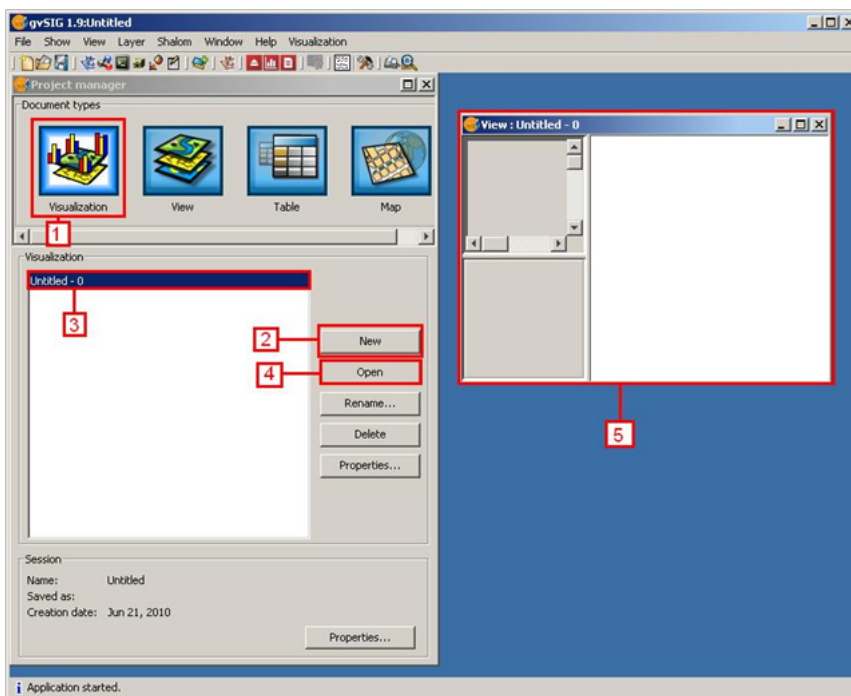 gvSIG 1.9:Untitled
File Show View Layer Shalom Window Help Visualization
Project manager
Document types
Visualization View Table Map
1
Visualization
Untitled - 0
3
2
New
4
Open
Rename...
Delete
Properties...
Session
Name: Untitled
Saved as:
Creation date: Jun 21, 2010
Properties...
View : Untitled - 0
5
Application started.